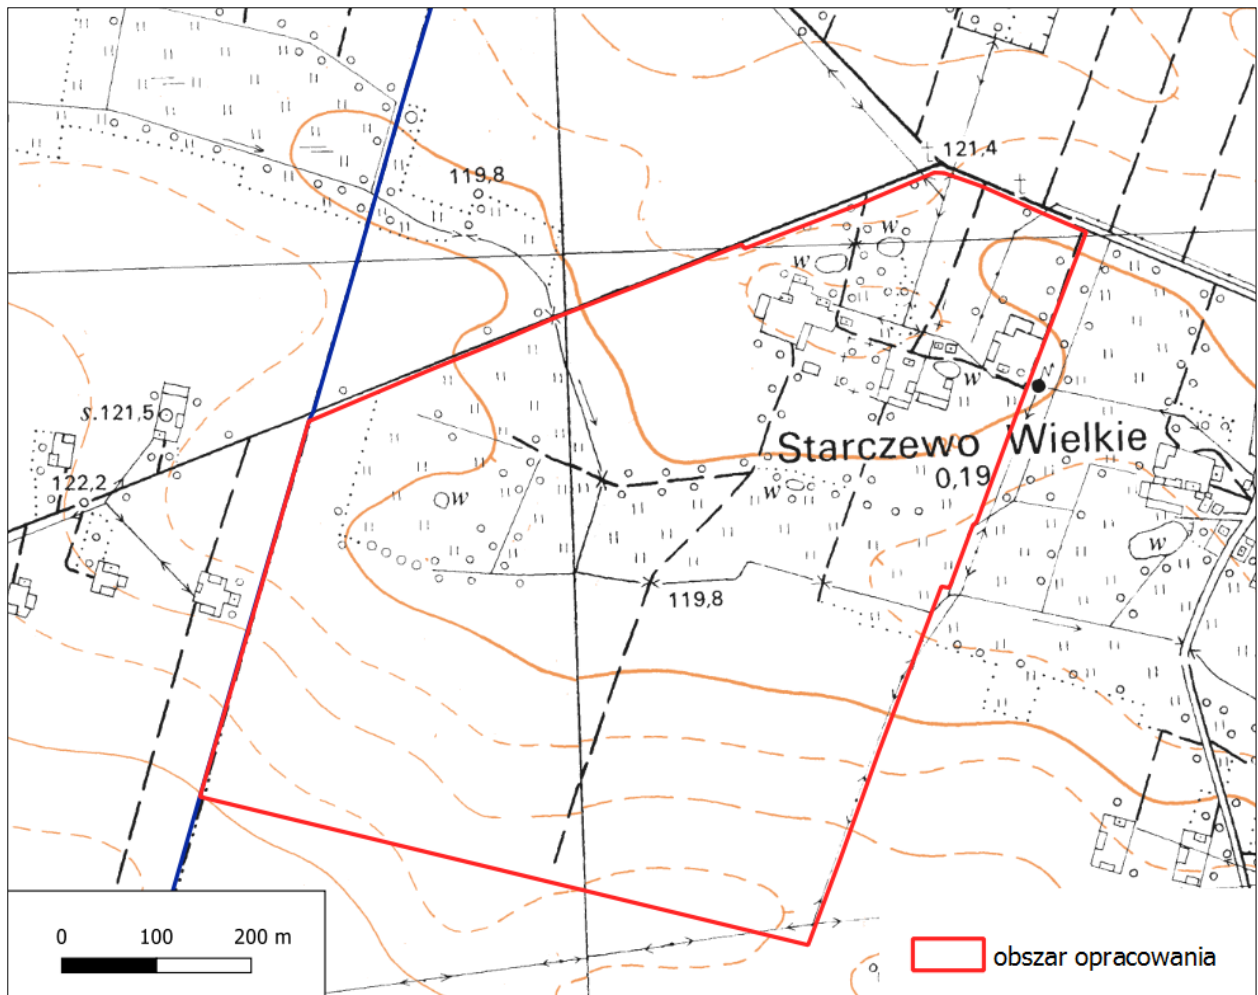 t
121,4
t
119,8
w
w
s.121,5
w
N
Starczewo Wielkie
0,19
122,2
w
w
w
119,8
0 100 200 m
obszar opracowania